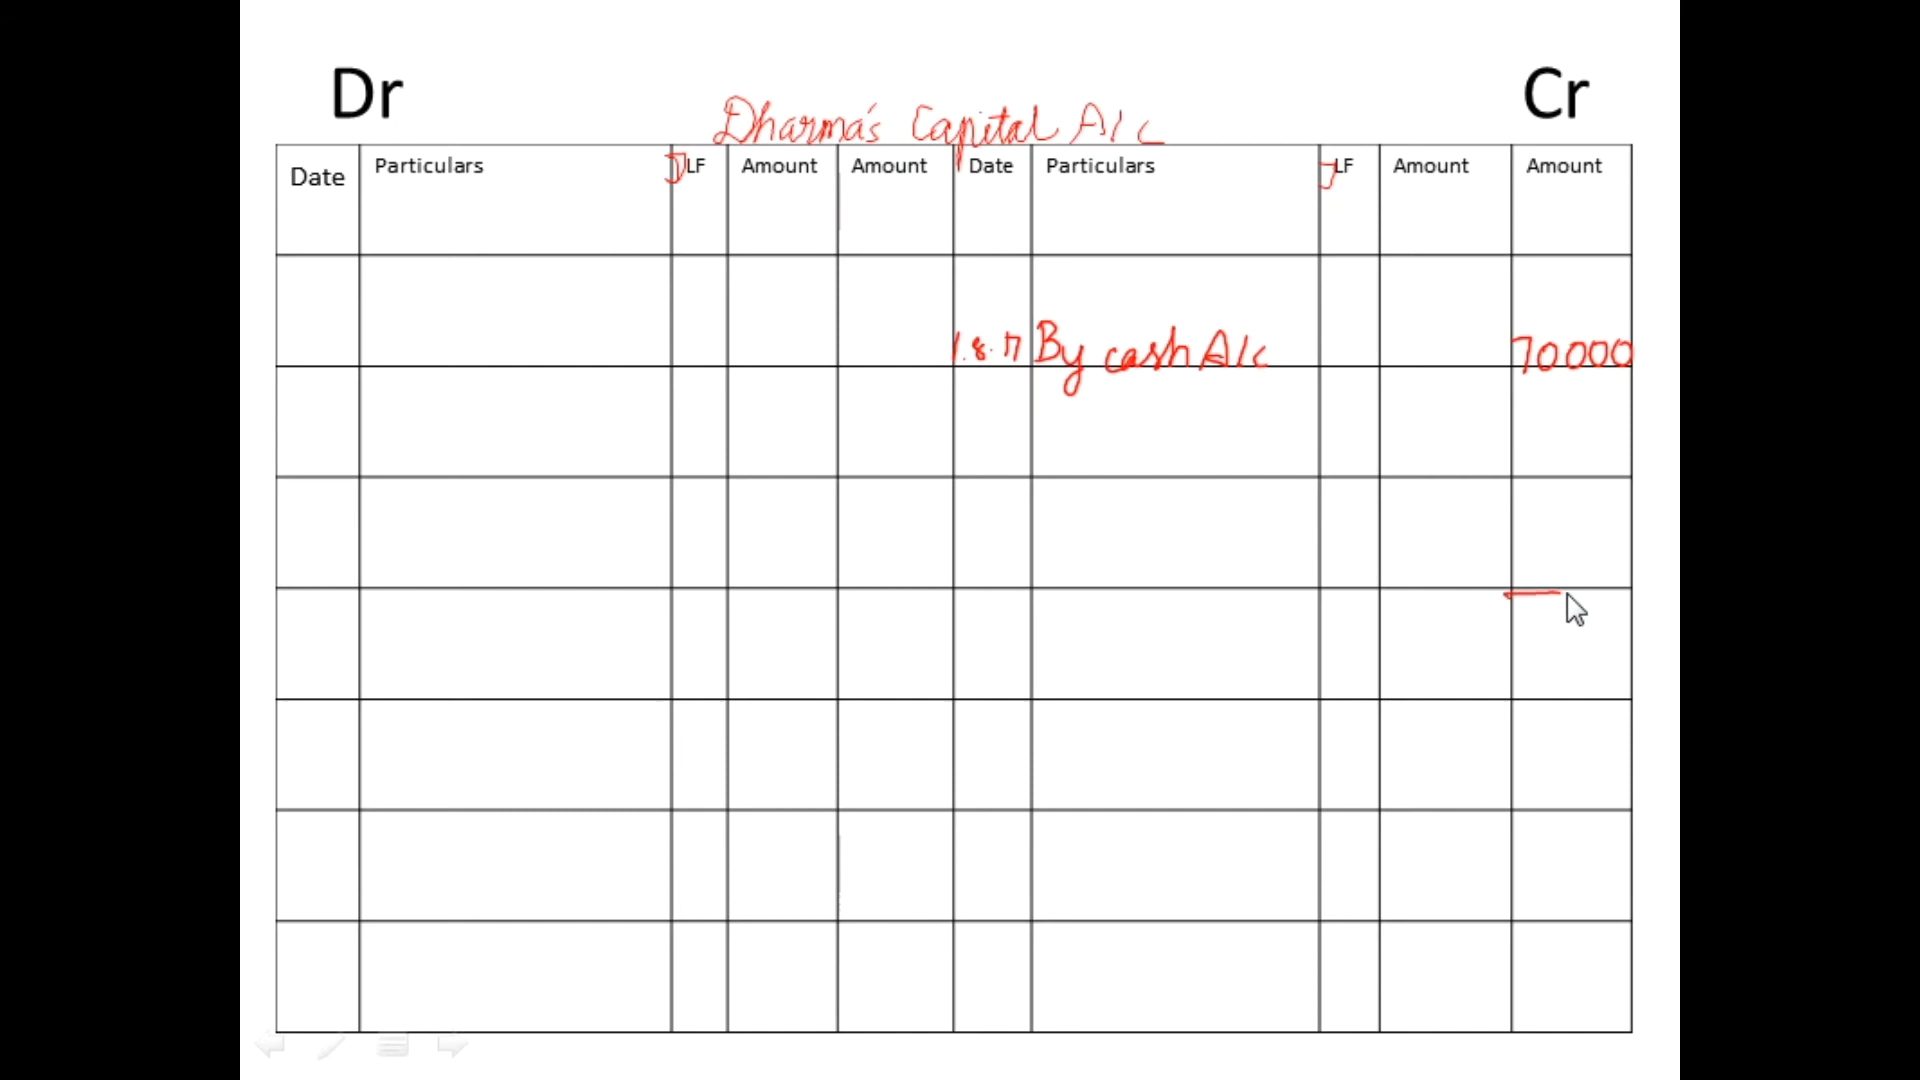 Dr Cr
Dharma's Capital A/c
Date Particulars JLF Amount Amount Date Particulars JLF Amount Amount
1.8.17 By cash A/c 70000